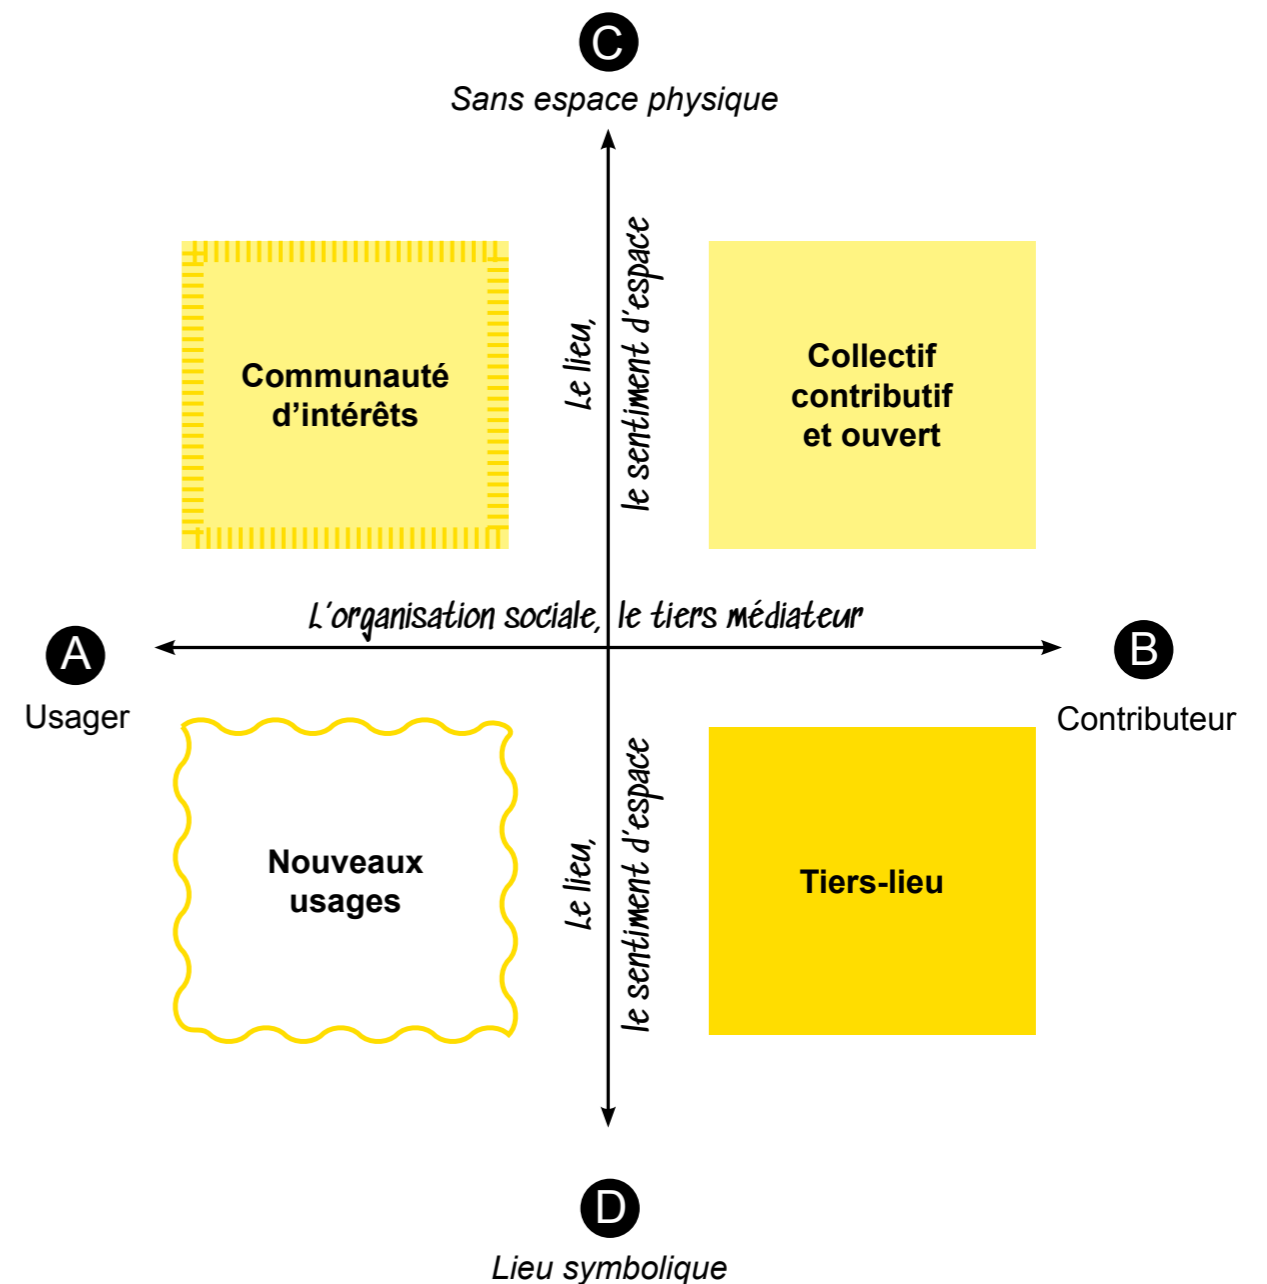 C
Sans espace physique
Le lieu,
le sentiment d'espace
Communauté
d'intérêts
Collectif
contributif
et ouvert
L'organisation sociale, le tiers médiateur
A
Usager
B
Contributeur
Le lieu,
le sentiment d'espace
Nouveaux
usages
Tiers-lieu
D
Lieu symbolique